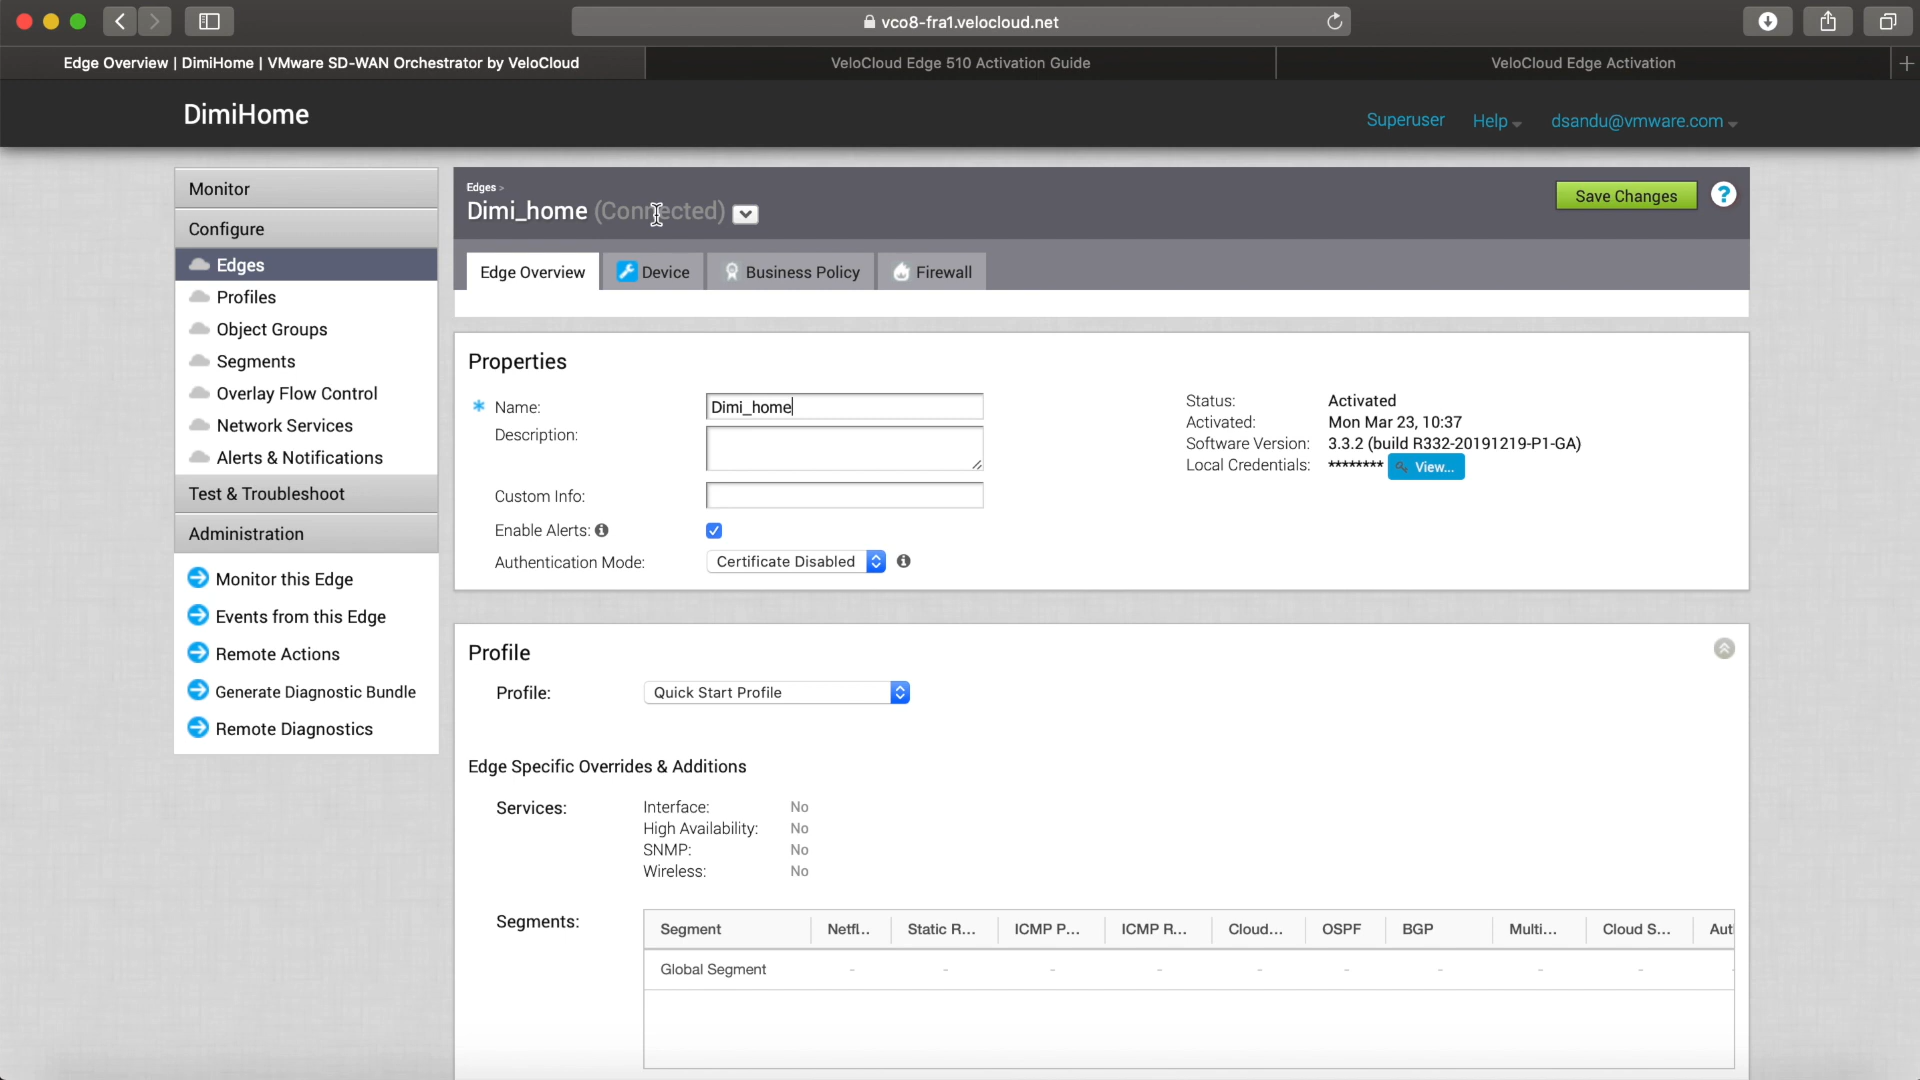 vco8-fra1.velocloud.net
Edge Overview | DimiHome | VMware SD-WAN Orchestrator by VeloCloud
VeloCloud Edge 510 Activation Guide
VeloCloud Edge Activation
DimiHome
Superuser
Help
dsandu@vmware.com
Monitor
Configure
Edges
Profiles
Object Groups
Segments
Overlay Flow Control
Network Services
Alerts & Notifications
Test & Troubleshoot
Administration
Monitor this Edge
Events from this Edge
Remote Actions
Generate Diagnostic Bundle
Remote Diagnostics
Edges >
Dimi_home (Connected)
Save Changes
?
Edge Overview
Device
Business Policy
Firewall
Properties
* Name: Dimi_home
Description:
Custom Info:
Enable Alerts:
Authentication Mode: Certificate Disabled
Status: Activated
Activated: Mon Mar 23, 10:37
Software Version: 3.3.2 (build R332-20191219-P1-GA)
Local Credentials: ******** View...
Profile
Profile: Quick Start Profile
Edge Specific Overrides & Additions
Services: Interface: No
High Availability: No
SNMP: No
Wireless: No
Segments:
Segment Netfl... Static R... ICMP P... ICMP R... Cloud... OSPF BGP Multi... Cloud S... Aut
Global Segment - - - - - - - - -